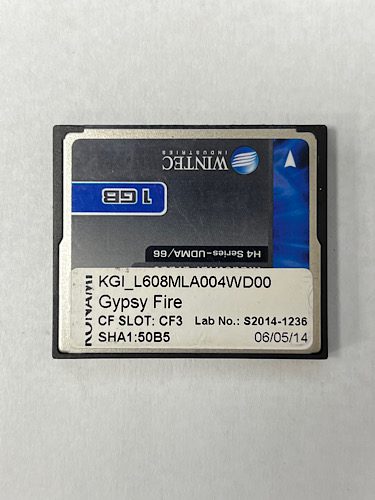 WINTEC
INDUSTRIES
1GB
H4 Series-UDMA/66
KONAMI
KGI_L608MLA004WD00
Gypsy Fire
CF SLOT: CF3 Lab No.: S2014-1236
SHA1:50B5 06/05/14